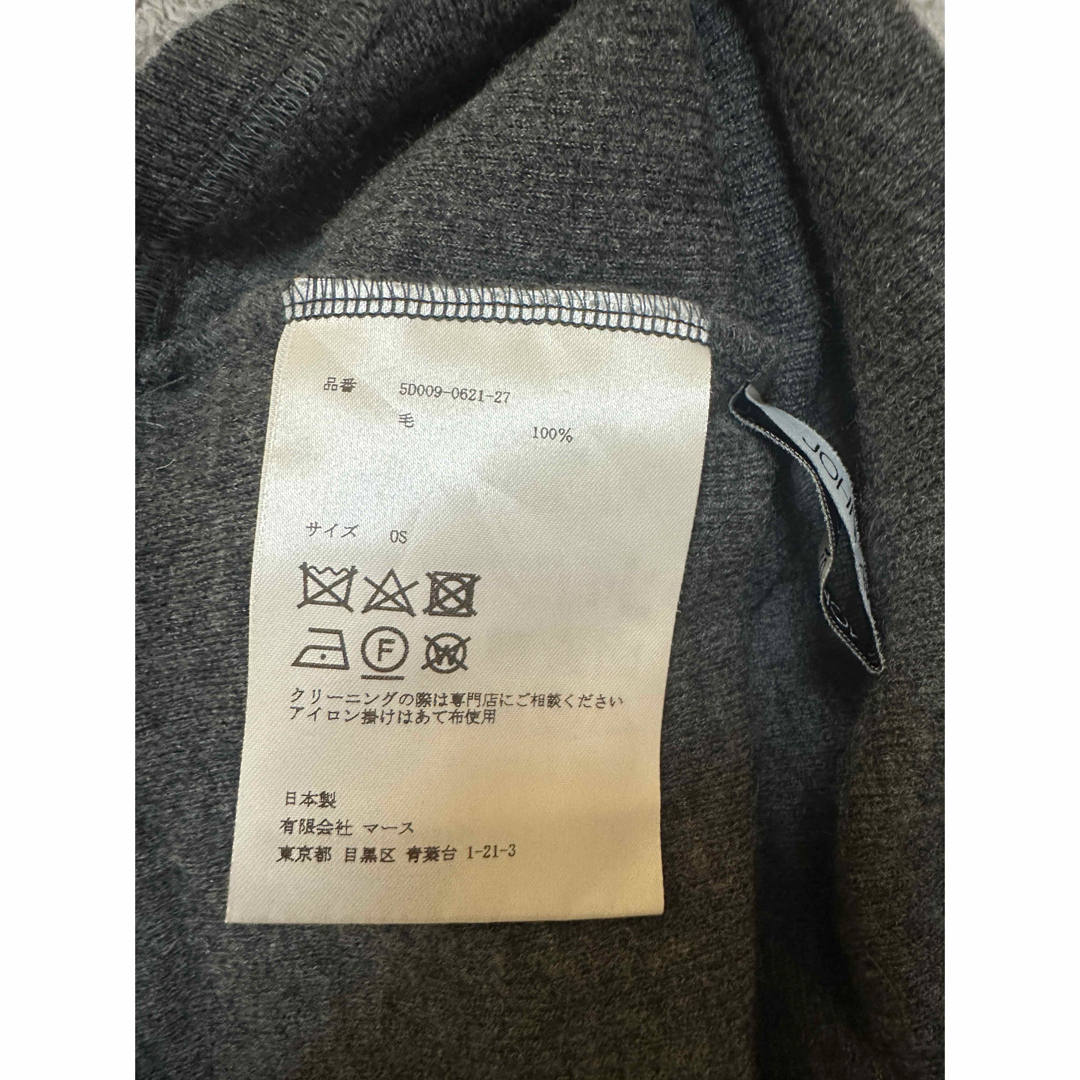 品番 5D009-0621-27
毛 100%
サイズ OS
F
W
クリーニングの際は専門店にご相談ください
アイロン掛けはあて布使用
日本製
有限会社 マース
東京都 目黒区 青葉台 1-21-3
JOH